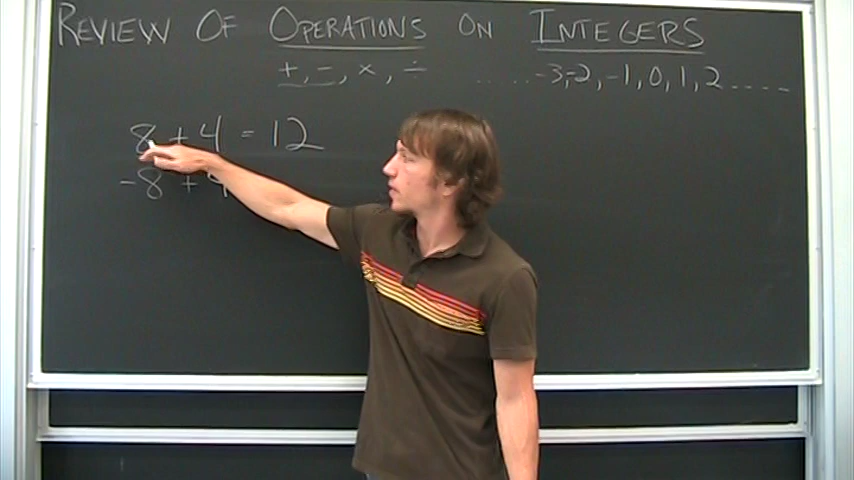 REVIEW OF OPERATIONS ON INTEGERS
+, -, ×, ÷ ..... -3, -2, -1, 0, 1, 2 ....
8 + 4 = 12
-8 + 4